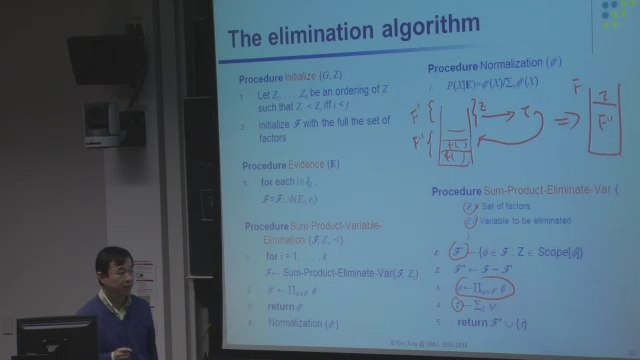 The elimination algorithm
Procedure Initialize (G, Z)
1. Let Z₁, . . . ,Zₖ be an ordering of Z
such that Zᵢ < Zⱼ iff i < j
2. Initialize F with the full the set of
factors
Procedure Evidence (E)
1. for each i∈I_E ,
F=F∪δ(Eᵢ, eᵢ)
Procedure Sum-Product-Variable-
Elimination (F, Z, <)
1. for i = 1, . . . , k
F ← Sum-Product-Eliminate-Var(F, Zᵢ)
2. φ* ← ∏φ∈F φ
3. return φ*
4. Normalization (φ*)
Procedure Normalization (φ*)
1. P(X|E)=φ*(X)/∑ₓφ*(X)
F' {
F" {
} Z → τ
⇒
F
τ
F"
Procedure Sum-Product-Eliminate-Var (
F, Set of factors
Z, Variable to be eliminated
)
1. F' ← {φ ∈ F : Z ∈ Scope[φ]}
2. F" ← F − F'
3. ψ ← ∏φ∈F' φ
4. τ ← ∑_Z ψ
5. return F" ∪ {τ}
© Eric Xing @ CMU, 2005-2014